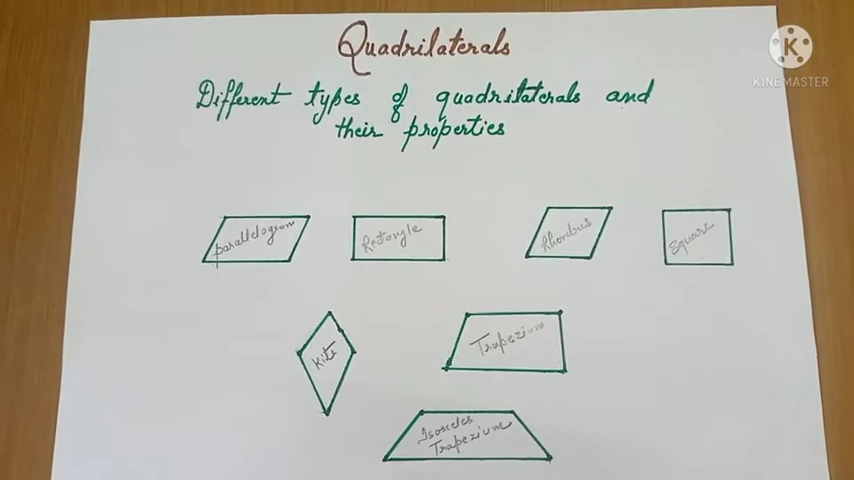 Quadrilaterals
Different types of quadrilaterals and
their properties
parallelogram
Rectangle
Rhombus
Square
Kite
Trapezium
Isosceles
Trapezium
K
KINEMASTER